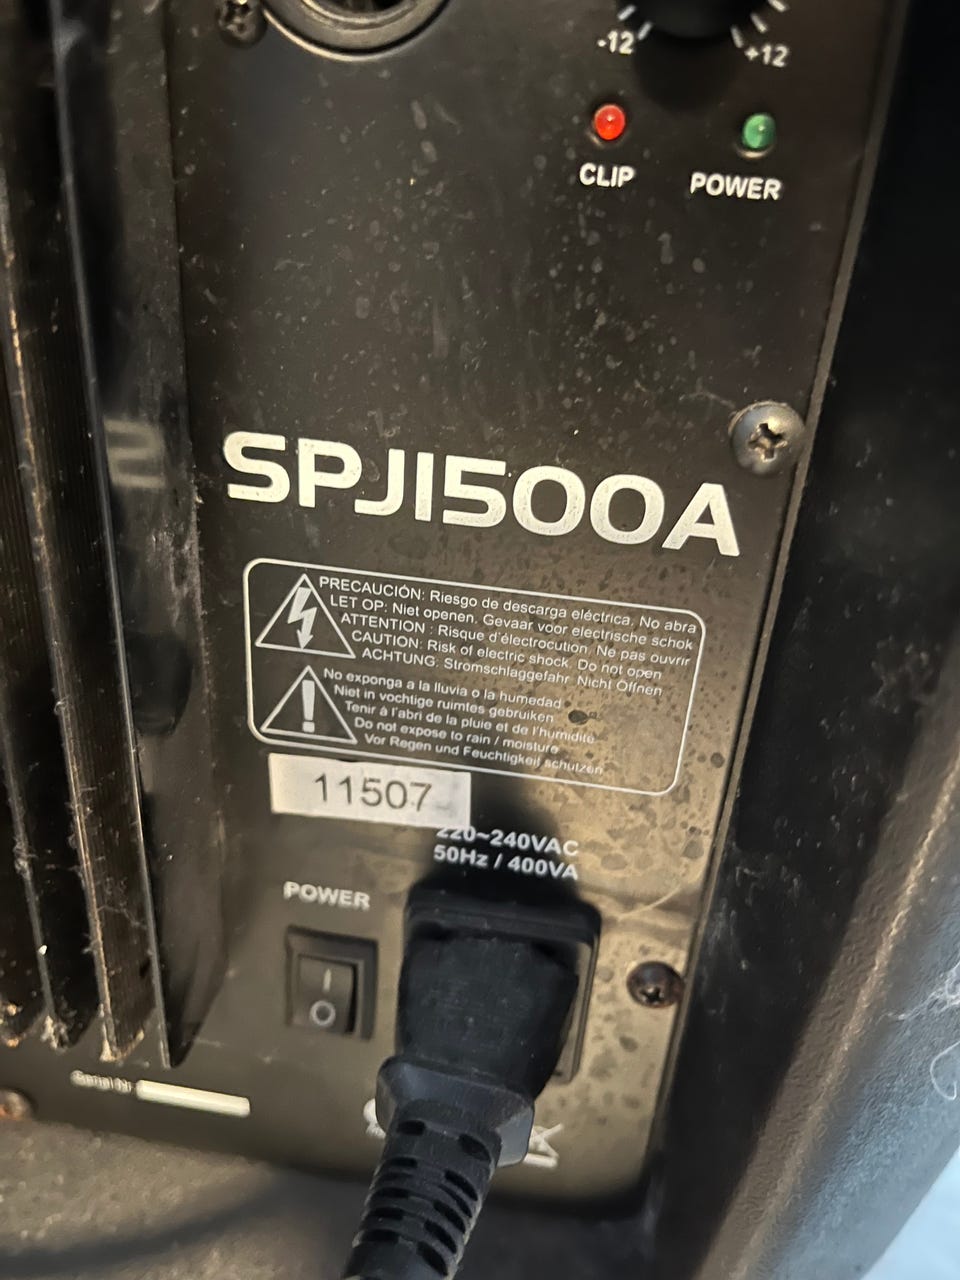 -12
+12
CLIP
POWER
SPJ1500A
PRECAUCIÓN: Riesgo de descarga eléctrica. No abra
LET OP: Niet openen. Gevaar voor electrische schok
ATTENTION : Risque d'électrocution. Ne pas ouvrir
CAUTION: Risk of electric shock. Do not open
ACHTUNG: Stromschlaggefahr Nicht Öffnen
No exponga a la lluvia o la humedad
Niet in vochtige ruimtes gebruiken
Tenir à l'abri de la pluie et de l'humidité
Do not expose to rain / moisture
Vor Regen und Feuchtigkeit schutzen
11507
220~240VAC
50Hz / 400VA
POWER
Serial Nr